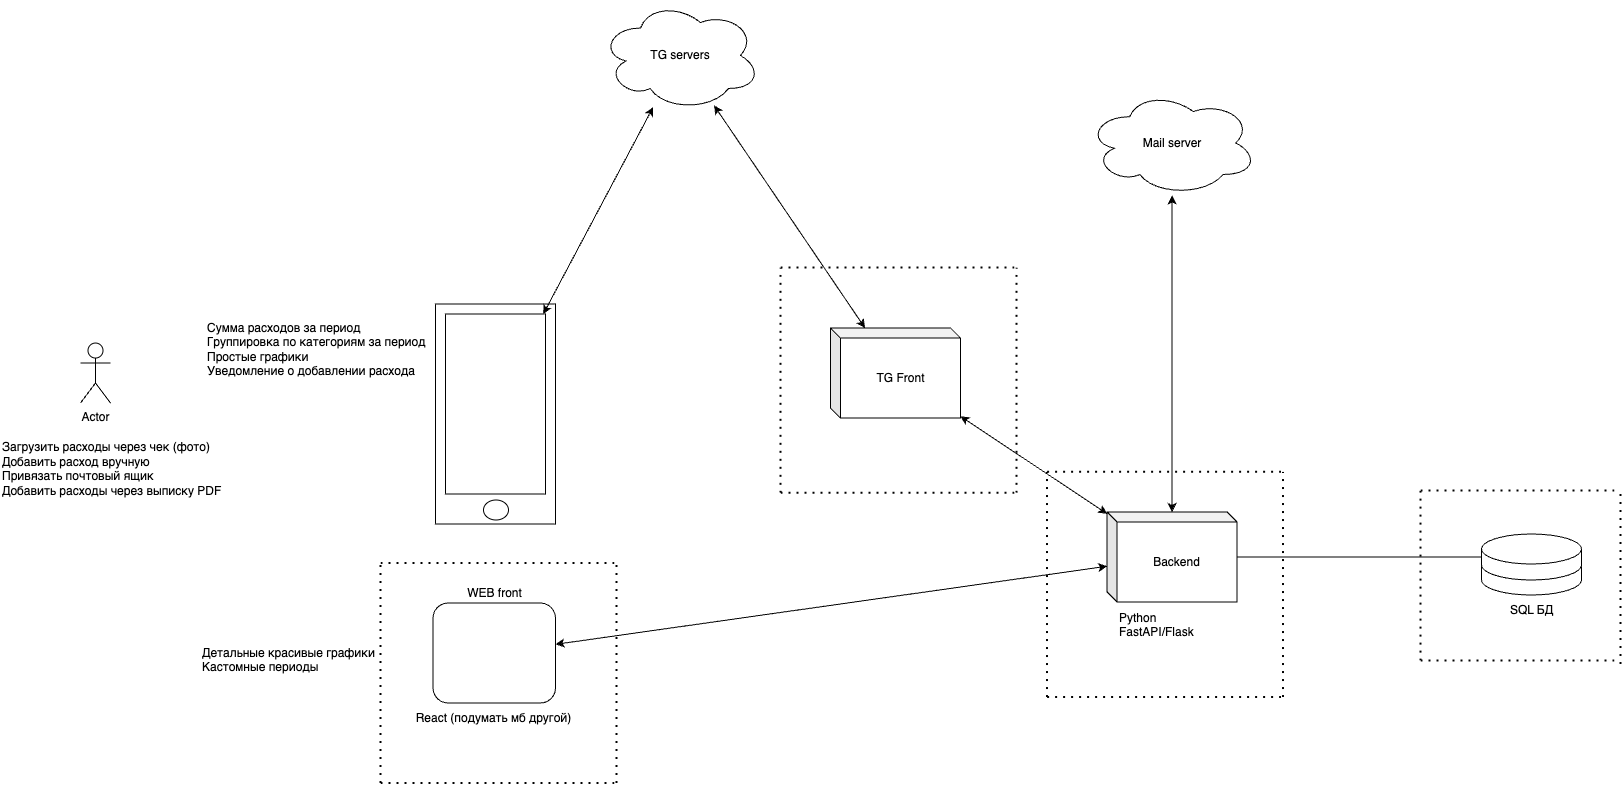 TG servers
Mail server
Сумма расходов за период
Группировка по категориям за период
Простые графики
Уведомление о добавлении расхода
Actor
TG Front
Загрузить расходы через чек (фото)
Добавить расход вручную
Привязать почтовый ящик
Добавить расходы через выписку PDF
Backend
Python
FastAPI/Flask
SQL БД
WEB front
Детальные красивые графики
Кастомные периоды
React (подумать мб другой)